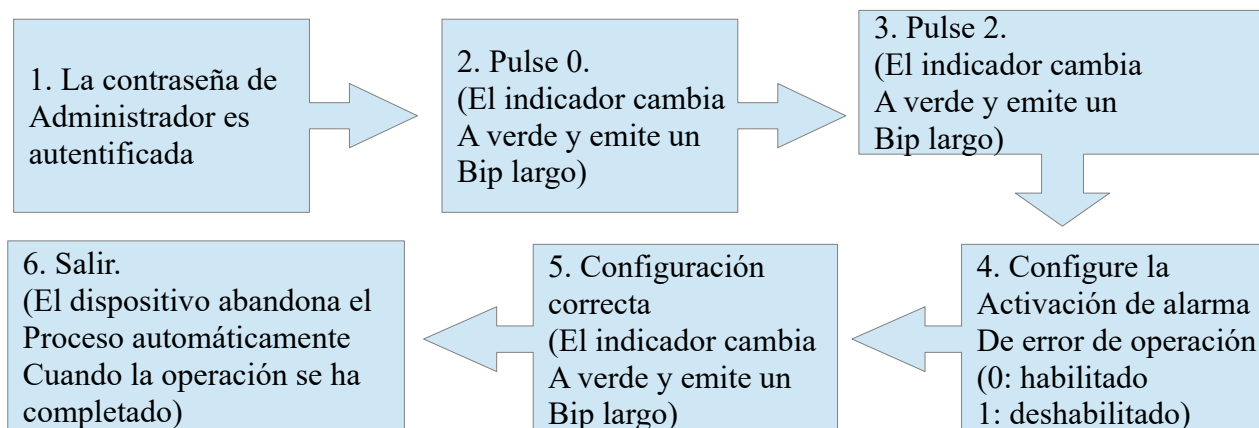 1. La contraseña de
Administrador es
autentificada
2. Pulse 0.
(El indicador cambia
A verde y emite un
Bip largo)
3. Pulse 2.
(El indicador cambia
A verde y emite un
Bip largo)
4. Configure la
Activación de alarma
De error de operación
(0: habilitado
1: deshabilitado)
5. Configuración
correcta
(El indicador cambia
A verde y emite un
Bip largo)
6. Salir.
(El dispositivo abandona el
Proceso automáticamente
Cuando la operación se ha
completado)